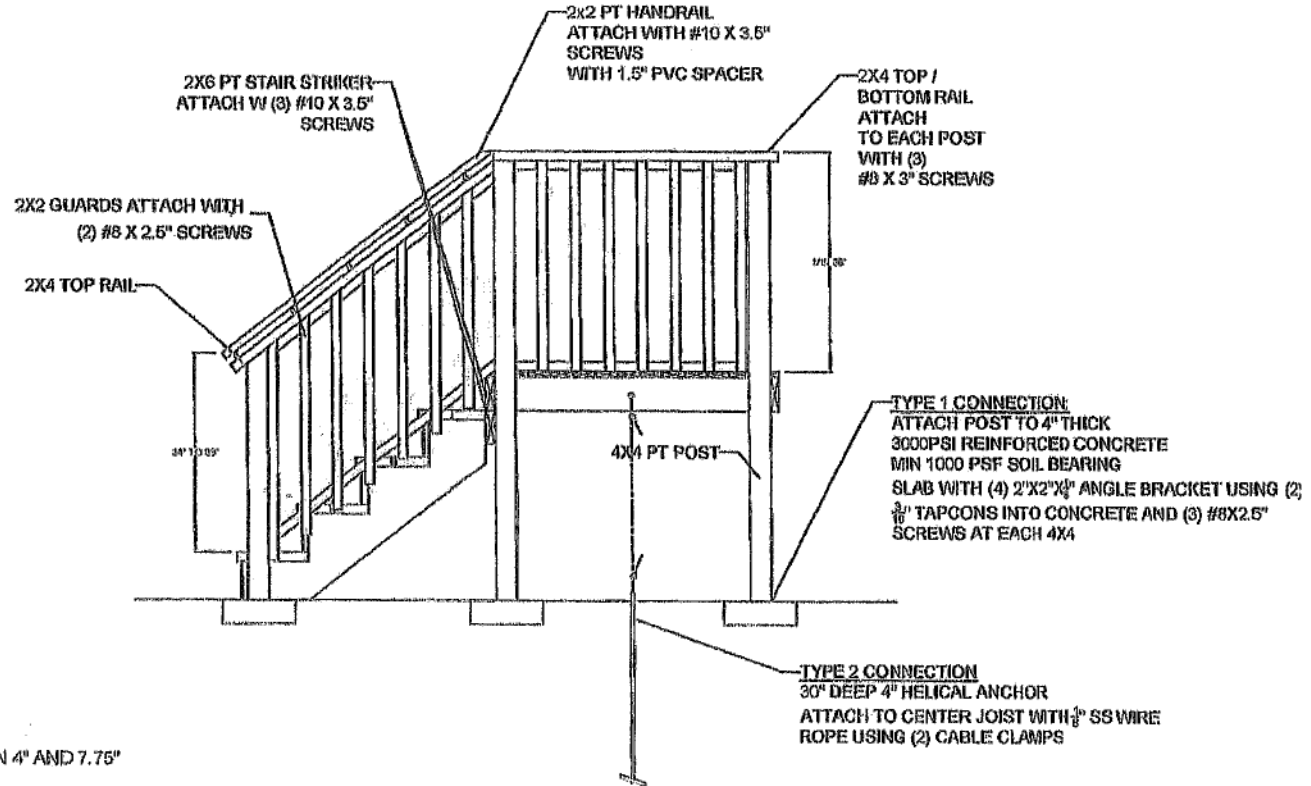 2x2 PT HANDRAIL
ATTACH WITH #10 X 3.5"
SCREWS
WITH 1.5" PVC SPACER
2X6 PT STAIR STRIKER
ATTACH W (3) #10 X 3.5"
SCREWS
2X4 TOP /
BOTTOM RAIL
ATTACH
TO EACH POST
WITH (3)
#8 X 3" SCREWS
2X2 GUARDS ATTACH WITH
(2) #8 X 2.5" SCREWS
2X4 TOP RAIL
4X4 PT POST
TYPE 1 CONNECTION:
ATTACH POST TO 4" THICK
3000PSI REINFORCED CONCRETE
MIN 1000 PSF SOIL BEARING
SLAB WITH (4) 2"X2"X" ANGLE BRACKET USING (2)
TAPCONS INTO CONCRETE AND (3) #8X2.5"
SCREWS AT EACH 4X4
TYPE 2 CONNECTION
30" DEEP 4" HELICAL ANCHOR
ATTACH TO CENTER JOIST WITH SS WIRE
ROPE USING (2) CABLE CLAMPS
N 4" AND 7.75"